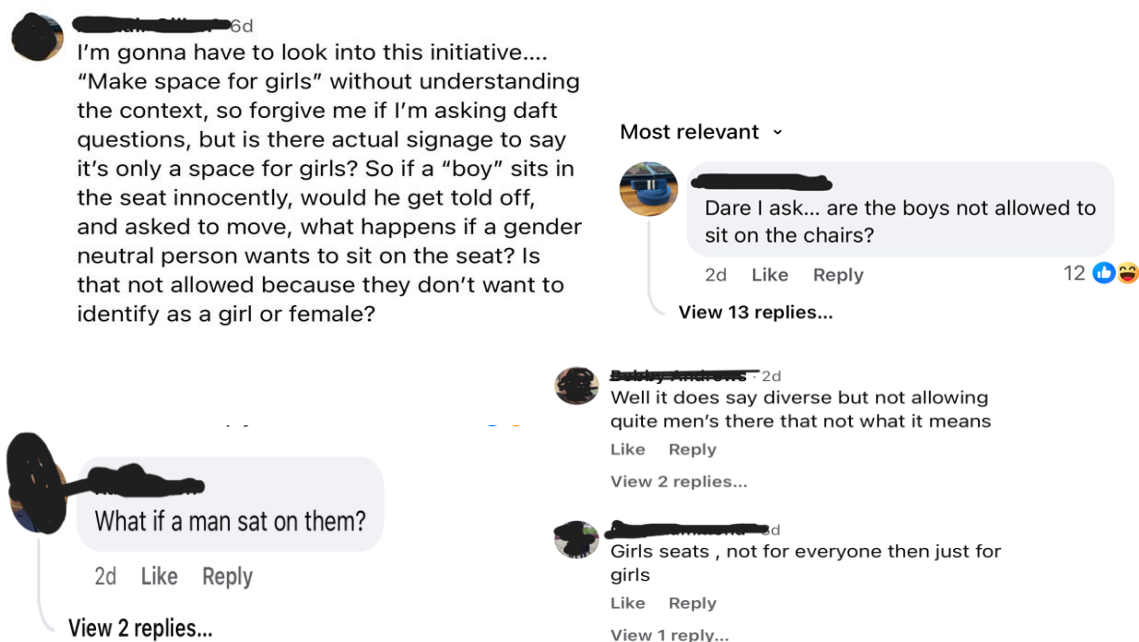 6d
I'm gonna have to look into this initiative....
"Make space for girls" without understanding
the context, so forgive me if I'm asking daft
questions, but is there actual signage to say
it's only a space for girls? So if a "boy" sits in
the seat innocently, would he get told off,
and asked to move, what happens if a gender
neutral person wants to sit on the seat? Is
that not allowed because they don't want to
identify as a girl or female?
Most relevant
Dare I ask... are the boys not allowed to
sit on the chairs?
2d Like Reply 12
View 13 replies...
· 2d
Well it does say diverse but not allowing
quite men's there that not what it means
Like Reply
View 2 replies...
What if a man sat on them?
2d Like Reply
View 2 replies...
Girls seats , not for everyone then just for
girls
Like Reply
View 1 reply...